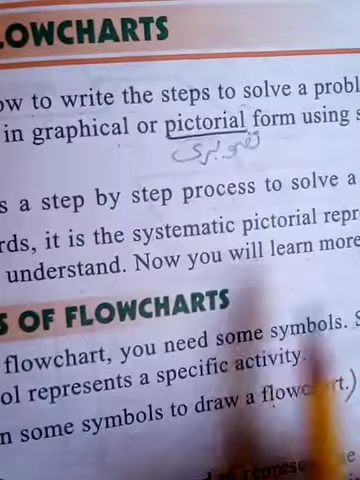 LOWCHARTS
ow to write the steps to solve a probl
in graphical or pictorial form using s
تصویری
s a step by step process to solve a
rds, it is the systematic pictorial repr
understand. Now you will learn more
S OF FLOWCHARTS
flowchart, you need some symbols. S
ol represents a specific activity.
n some symbols to draw a flowchart.)